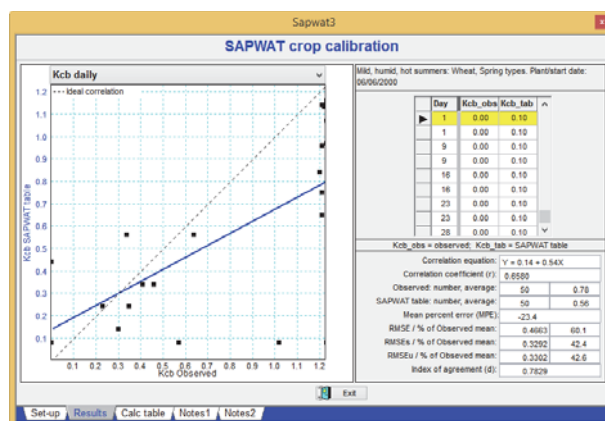 Sapwat3
x
SAPWAT crop calibration
Kcb daily
Mild, humid, hot summers: Wheat, Spring types. Plant/start date:
06/06/2000
---- Ideal correlation
1.2
1.1
1.0
0.9
0.8
0.7
0.6
0.5
0.4
0.3
0.2
0.1
Kcb SAPWAT table
0.1 0.2 0.3 0.4 0.5 0.6 0.7 0.8 0.9 1.0 1.1 1.2
Kcb Observed
Day Kcb_obs Kcb_tab
1 0.00 0.10
1 0.00 0.10
9 0.00 0.10
9 0.00 0.10
16 0.00 0.10
16 0.00 0.10
23 0.00 0.10
23 0.00 0.10
28 0.00 0.10
Kcb_obs = observed; Kcb_tab = SAPWAT table
Correlation equation: Y = 0.14 + 0.54X
Correlation coefficient (r): 0.6580
Observed: number, average: 50 0.78
SAPWAT table: number, average: 50 0.56
Mean percent error (MPE): -23.4
RMSE / % of Observed mean: 0.4663 60.1
RMSEs / % of Observed mean: 0.3292 42.4
RMSEu / % of Observed mean: 0.3302 42.6
Index of agreement (d): 0.7829
Exit
Set-up Results Calc table Notes1 Notes2